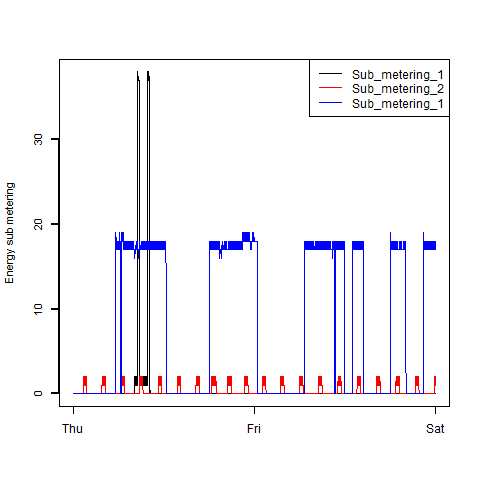 Sub_metering_1
Sub_metering_2
Sub_metering_1
Energy sub metering
30
20
10
0
Thu
Fri
Sat